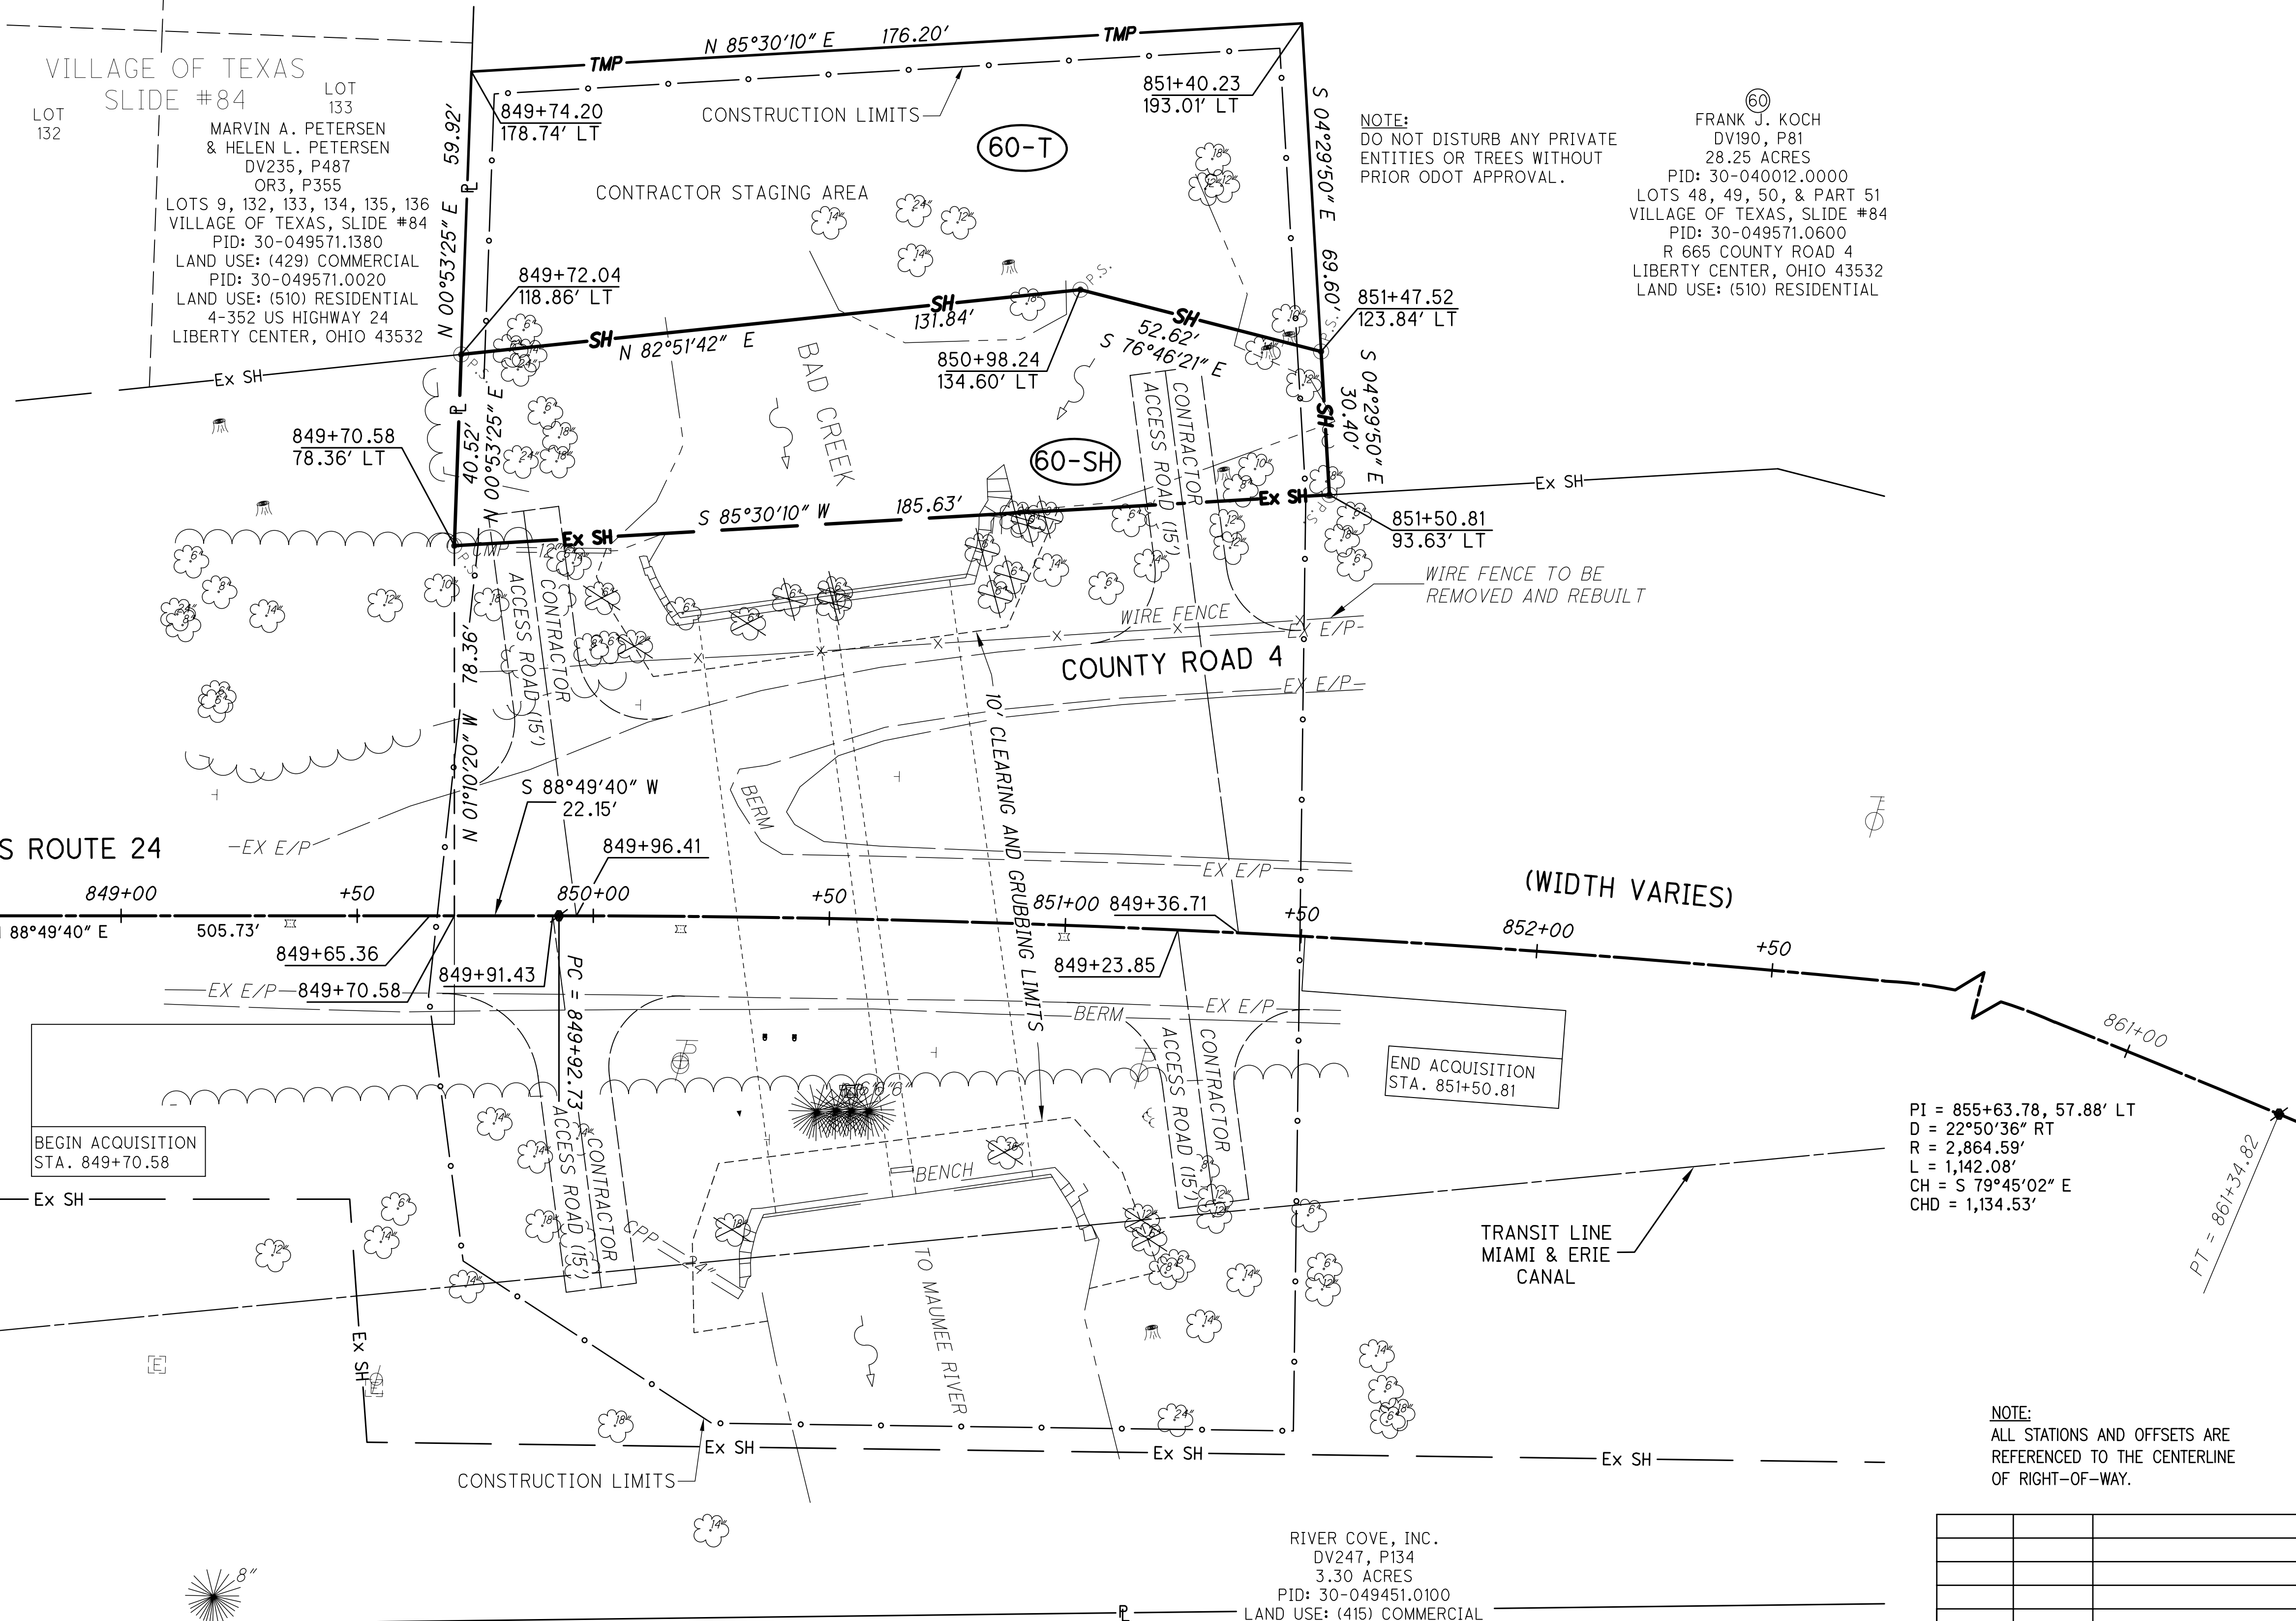 VILLAGE OF TEXAS
SLIDE #84
LOT
132
LOT
133
MARVIN A. PETERSEN
& HELEN L. PETERSEN
DV235, P487
OR3, P355
LOTS 9, 132, 133, 134, 135, 136
VILLAGE OF TEXAS, SLIDE #84
PID: 30-049571.1380
LAND USE: (429) COMMERCIAL
PID: 30-049571.0020
LAND USE: (510) RESIDENTIAL
4-352 US HIGHWAY 24
LIBERTY CENTER, OHIO 43532
N 85°30'10" E 176.20'
TMP
TMP
849+74.20
178.74' LT
CONSTRUCTION LIMITS
851+40.23
193.01' LT
60-T
CONTRACTOR STAGING AREA
NOTE:
DO NOT DISTURB ANY PRIVATE
ENTITIES OR TREES WITHOUT
PRIOR ODOT APPROVAL.
60
FRANK J. KOCH
DV190, P81
28.25 ACRES
PID: 30-040012.0000
LOTS 48, 49, 50, & PART 51
VILLAGE OF TEXAS, SLIDE #84
PID: 30-049571.0600
R 665 COUNTY ROAD 4
LIBERTY CENTER, OHIO 43532
LAND USE: (510) RESIDENTIAL
N 00°53'25" E 59.92'
S 04°29'50" E 69.60'
849+72.04
118.86' LT
SH
SH
131.84'
N 82°51'42" E
P.S.
SH
52.62'
S 76°46'21" E
850+98.24
134.60' LT
851+47.52
123.84' LT
P.S.
P.S.
Ex SH
BAD CREEK
40.52'
N 00°53'25" E
849+70.58
78.36' LT
SH
S 04°29'50" E
30.40'
CONTRACTOR
ACCESS ROAD (15')
60-SH
S 85°30'10" W 185.63'
Ex SH
Ex SH
Ex SH
851+50.81
93.63' LT
P.S.
P.S.
CMP 12"
WIRE FENCE TO BE
REMOVED AND REBUILT
WIRE FENCE
EX E/P
COUNTY ROAD 4
EX E/P
CONTRACTOR
ACCESS ROAD (15')
N 01°10'20" W 78.36'
10' CLEARING AND GRUBBING LIMITS
BERM
S 88°49'40" W
22.15'
849+96.41
S ROUTE 24
EX E/P
EX E/P
(WIDTH VARIES)
849+00
+50
850+00
+50
851+00
849+36.71
+50
852+00
+50
88°49'40" E
505.73'
849+65.36
849+91.43
849+70.58
849+23.85
EX E/P
EX E/P
BERM
PC = 849+92.73
861+00
BEGIN ACQUISITION
STA. 849+70.58
END ACQUISITION
STA. 851+50.81
CONTRACTOR
ACCESS ROAD (15')
CONTRACTOR
ACCESS ROAD (15')
BENCH
CPP 24"
TO MAUMEE RIVER
PI = 855+63.78, 57.88' LT
D = 22°50'36" RT
R = 2,864.59'
L = 1,142.08'
CH = S 79°45'02" E
CHD = 1,134.53'
PT = 861+34.82
TRANSIT LINE
MIAMI & ERIE
CANAL
Ex SH
Ex SH
Ex SH
Ex SH
Ex SH
CONSTRUCTION LIMITS
NOTE:
ALL STATIONS AND OFFSETS ARE
REFERENCED TO THE CENTERLINE
OF RIGHT-OF-WAY.
RIVER COVE, INC.
DV247, P134
3.30 ACRES
PID: 30-049451.0100
LAND USE: (415) COMMERCIAL
8"